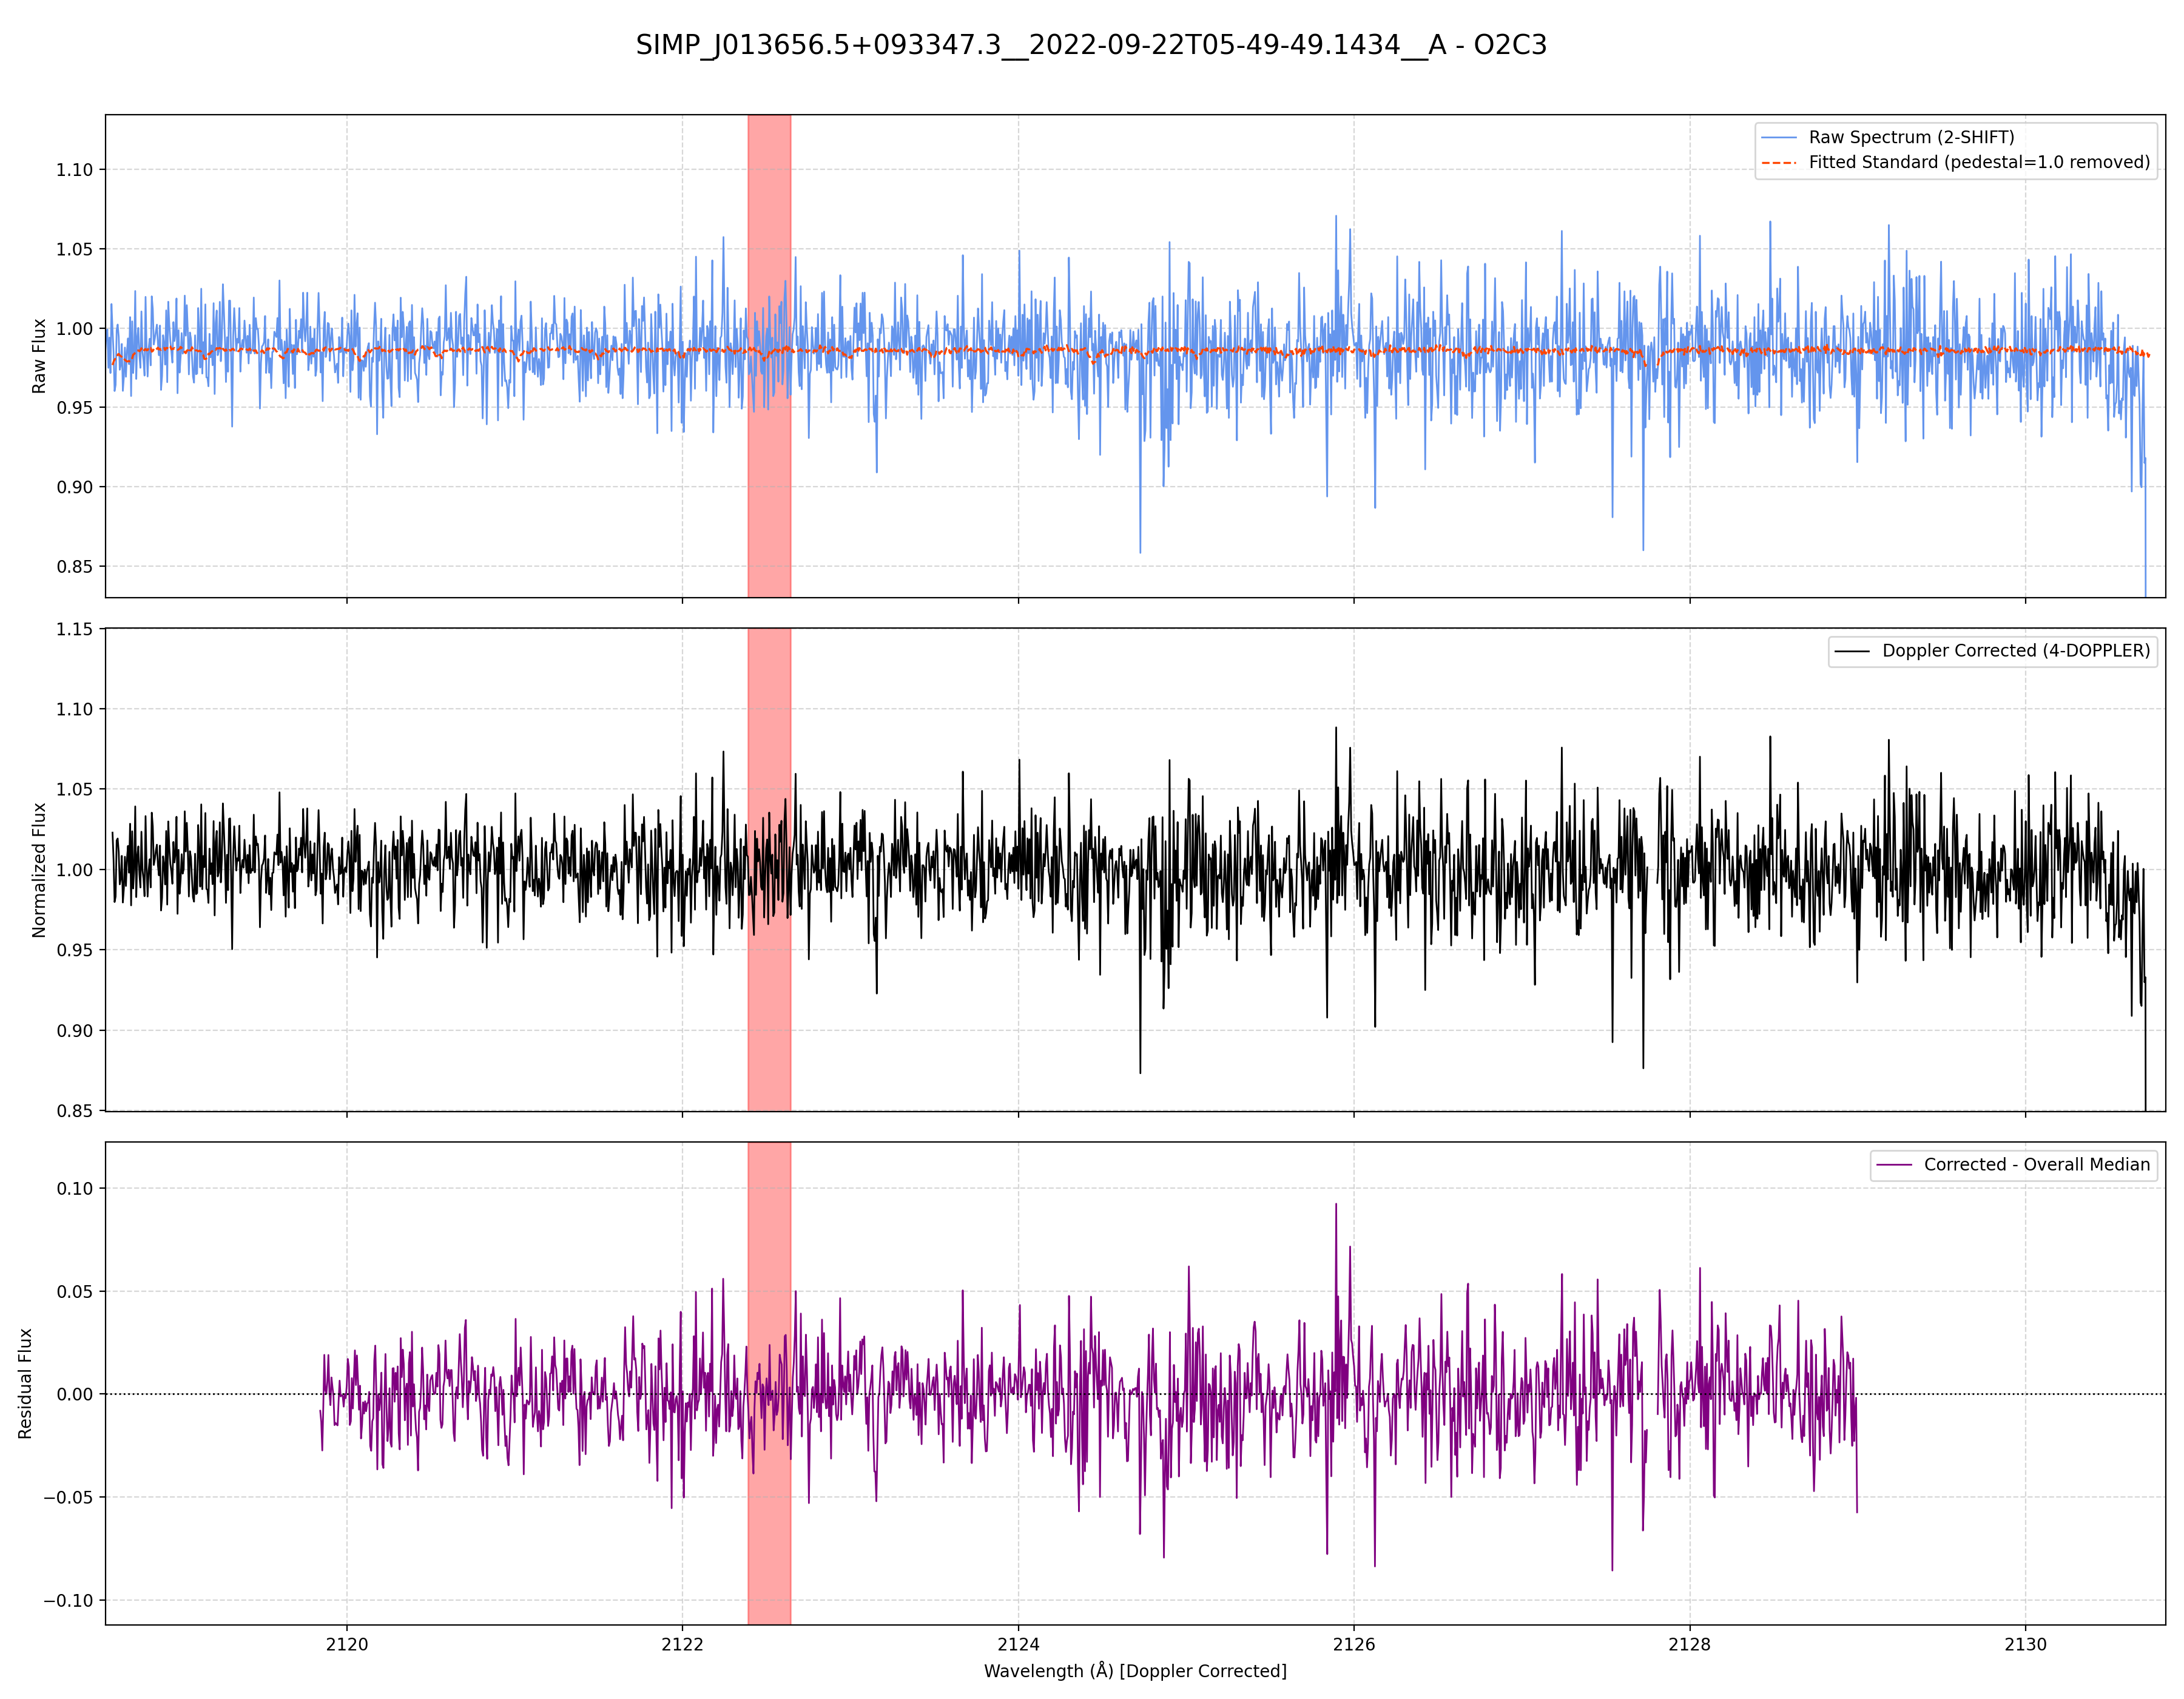 SIMP_J013656.5+093347.3__2022-09-22T05-49-49.1434__A - O2C3
Raw Spectrum (2-SHIFT)
Fitted Standard (pedestal=1.0 removed)
Raw Flux
1.10
1.05
1.00
0.95
0.90
0.85
Doppler Corrected (4-DOPPLER)
Normalized Flux
1.15
1.10
1.05
1.00
0.95
0.90
0.85
Corrected - Overall Median
Residual Flux
0.10
0.05
0.00
−0.05
−0.10
2120 2122 2124 2126 2128 2130
Wavelength (Å) [Doppler Corrected]